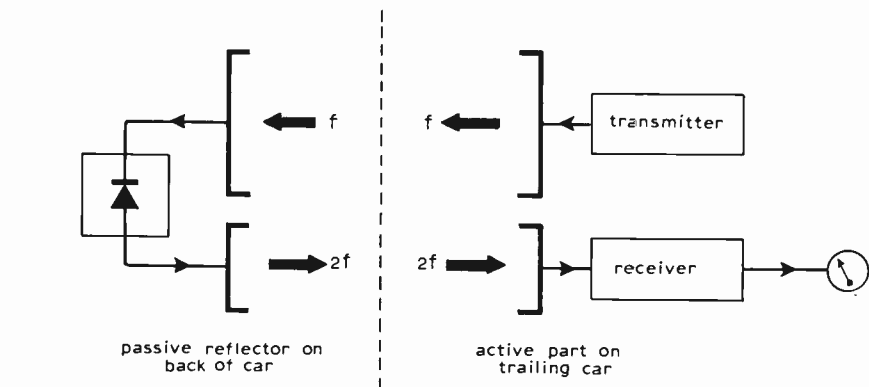 f
f
transmitter
2f
2f
receiver
passive reflector on
back of car
active part on
trailing car